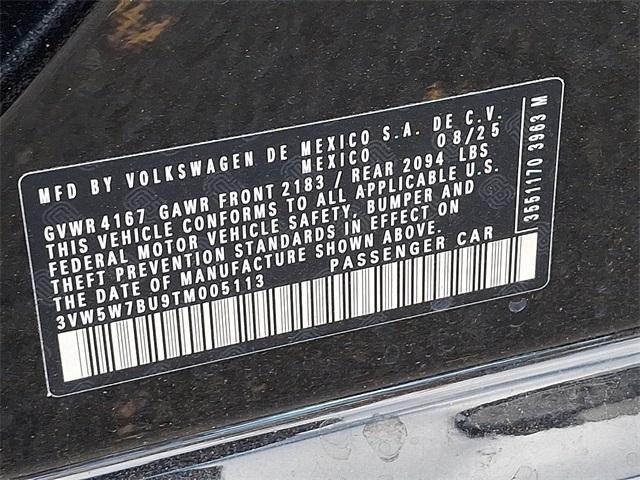 MFD BY VOLKSWAGEN DE MEXICO S.A. DE C.V.
MEXICO 08/25
GVWR 4167 GAWR FRONT 2183 / REAR 2094 LBS
THIS VEHICLE CONFORMS TO ALL APPLICABLE U.S.
FEDERAL MOTOR VEHICLE SAFETY, BUMPER AND
THEFT PREVENTION STANDARDS IN EFFECT ON
THE DATE OF MANUFACTURE SHOWN ABOVE.
3VW5W7BU9TM005113 PASSENGER CAR
3551170 3963 M